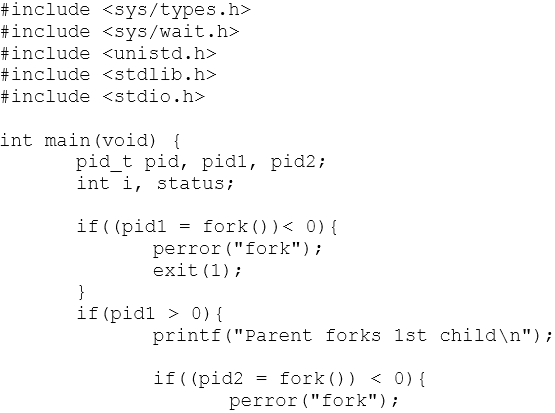 #include <sys/types.h>
#include <sys/wait.h>
#include <unistd.h>
#include <stdlib.h>
#include <stdio.h>

int main(void) {
        pid_t pid, pid1, pid2;
        int i, status;

        if((pid1 = fork())< 0){
                perror("fork");
                exit(1);
        }
        if(pid1 > 0){
                printf("Parent forks 1st child\n");

                if((pid2 = fork()) < 0){
                        perror("fork");